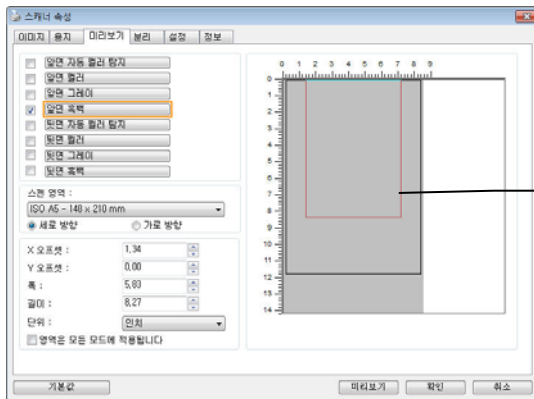 스캐너 속성
이미지 용지 미리보기 분리 설정 정보
앞면 자동 컬러 탐지
앞면 컬러
앞면 그레이
앞면 흑백
뒷면 자동 컬러 탐지
뒷면 컬러
뒷면 그레이
뒷면 흑백
스캔 영역 :
ISO A5 - 148 x 210 mm
세로 방향 가로 방향
X 오프셋 : 1,34
Y 오프셋 : 0,00
폭 : 5,83
길이 : 8,27
단위 : 인치
영역은 모든 모드에 적용됩니다
0 1 2 3 4 5 6 7 8 9
0
1
2
3
4
5
6
7
8
9
10
11
12
13
14
기본값 미리보기 확인 취소